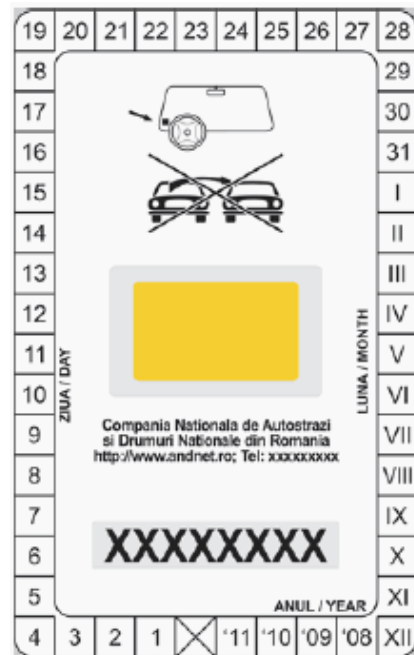 19 20 21 22 23 24 25 26 27 28
18 29
17 30
16 31
15 I
14 II
13 III
12 IV
11 V
10 VI
9 VII
8 VIII
7 IX
6 X
5 XI
4 3 2 1 '11 '10 '09 '08 XII
ZIUA / DAY
LUNA / MONTH
Compania Nationala de Autostrazi
si Drumuri Nationale din Romania
http://www.andnet.ro; Tel: xxxxxxxxx
XXXXXXXX
ANUL / YEAR